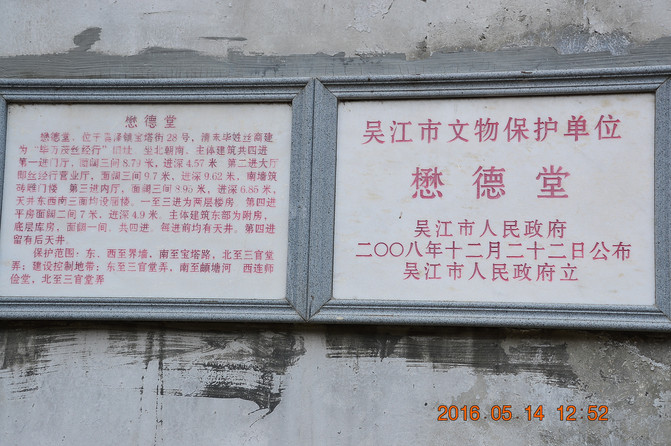 懋德堂
懋德堂，位于震泽镇宝塔街28号，清末毕姓丝商建
为“毕万茂丝经行”旧址，坐北朝南。主体建筑共四进
第一进门厅，面阔三间8.79米，进深4.57米 第二进大厅
即丝经行营业厅，面阔三间9.7米，进深9.62米，南墙筑
砖雕门楼 第三进内厅，面阔三间8.95米，进深6.85米，
天井东西南三面均设厢楼。一至三进为两层楼房 第四进
平房面阔二间7米，进深4.9米。主体建筑东部为附房，
底层库房，面阔一间，共四进，每进前均有天井。第四进
留有后天井。
保护范围：东、西至界墙，南至宝塔路，北至三官堂
弄；建设控制地带：东至三官堂弄，南至頔塘河 西连师
俭堂，北至三官堂弄
吴江市文物保护单位
懋德堂
吴江市人民政府
二〇〇八年十二月二十二日公布
吴江市人民政府立
2016.05.14 12:52